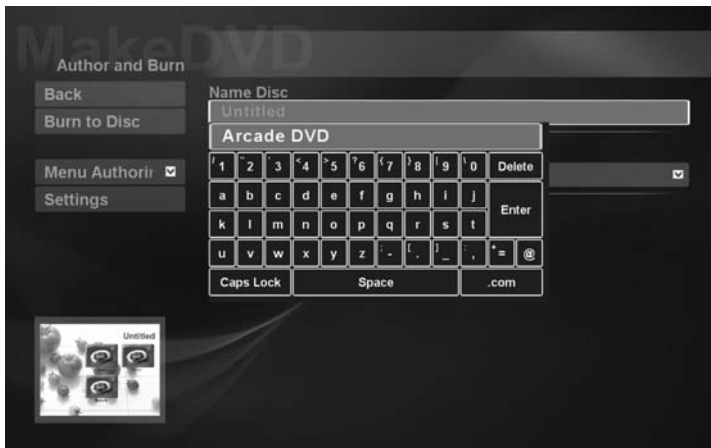 MakeDVD
Author and Burn
Back
Burn to Disc
Menu Authorir
Settings
Name Disc
Untitled
Arcade DVD
1 2 3 < 4 > 5 ? 6 { 7 } 8 | 9 \ 0 Delete
a b c d e f g h i j
Enter
k l m n o p q r s t
u v w x y z ; - [ . ] _ : , * = @
Caps Lock Space .com
Untitled